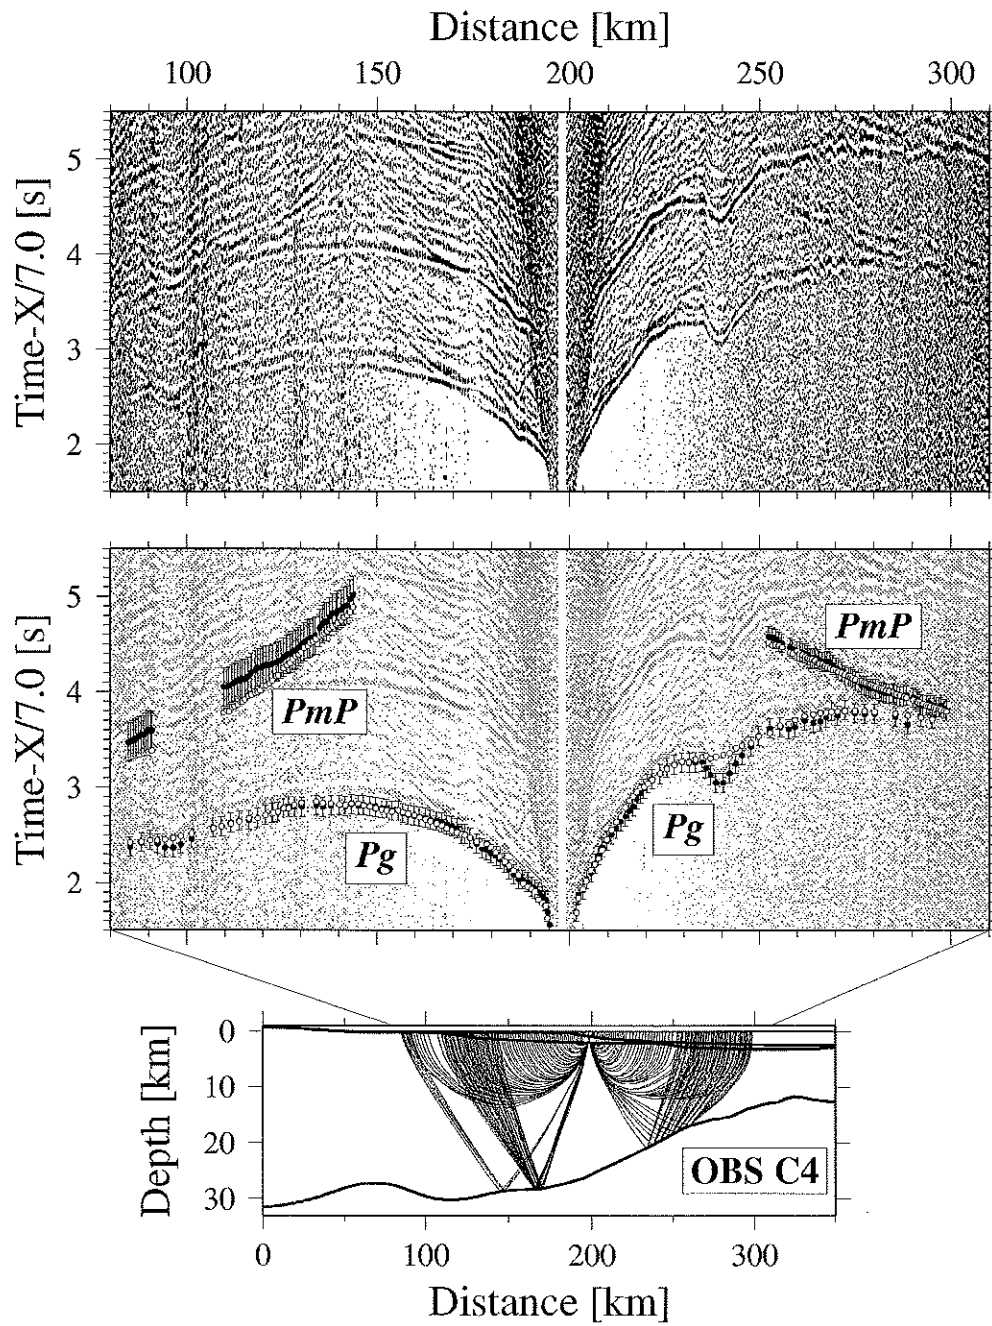 Distance [km]
100 150 200 250 300
Time-X/7.0 [s]
5
4
3
2
Time-X/7.0 [s]
5
4
3
2
PmP
PmP
Pg
Pg
Depth [km]
0
10
20
30
OBS C4
0 100 200 300
Distance [km]